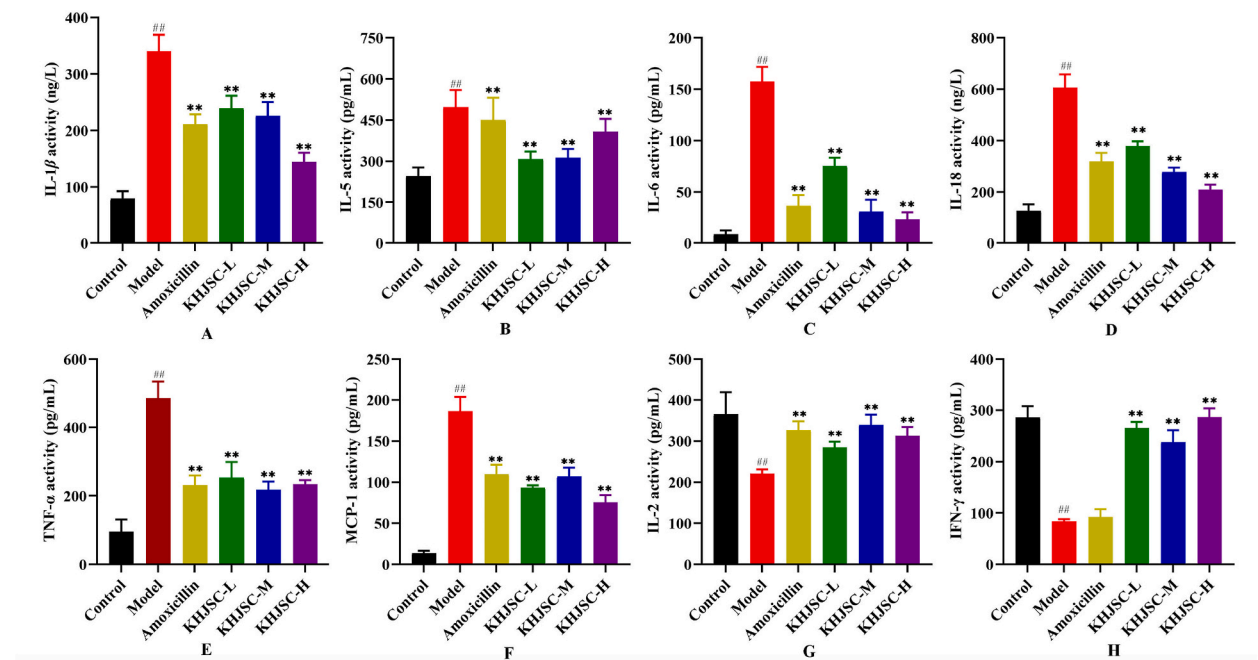 IL-1β activity (ng/L)
400
300
200
100
0
##
**
**
**
**
Control
Model
Amoxicillin
KHJSC-L
KHJSC-M
KHJSC-H
A
IL-5 activity (pg/mL)
750
600
450
300
150
0
##
**
**
**
**
Control
Model
Amoxicillin
KHJSC-L
KHJSC-M
KHJSC-H
B
IL-6 activity (pg/mL)
200
150
100
50
0
##
**
**
**
**
Control
Model
Amoxicillin
KHJSC-L
KHJSC-M
KHJSC-H
C
IL-18 activity (ng/L)
800
600
400
200
0
##
**
**
**
**
Control
Model
Amoxicillin
KHJSC-L
KHJSC-M
KHJSC-H
D
TNF-α activity (pg/mL)
600
400
200
0
##
**
**
**
**
Control
Model
Amoxicillin
KHJSC-L
KHJSC-M
KHJSC-H
E
MCP-1 activity (pg/mL)
250
200
150
100
50
0
##
**
**
**
**
Control
Model
Amoxicillin
KHJSC-L
KHJSC-M
KHJSC-H
F
IL-2 activity (pg/mL)
500
400
300
200
100
0
##
**
**
**
**
Control
Model
Amoxicillin
KHJSC-L
KHJSC-M
KHJSC-H
G
IFN-γ activity (pg/mL)
400
300
200
100
0
##
**
**
**
Control
Model
Amoxicillin
KHJSC-L
KHJSC-M
KHJSC-H
H